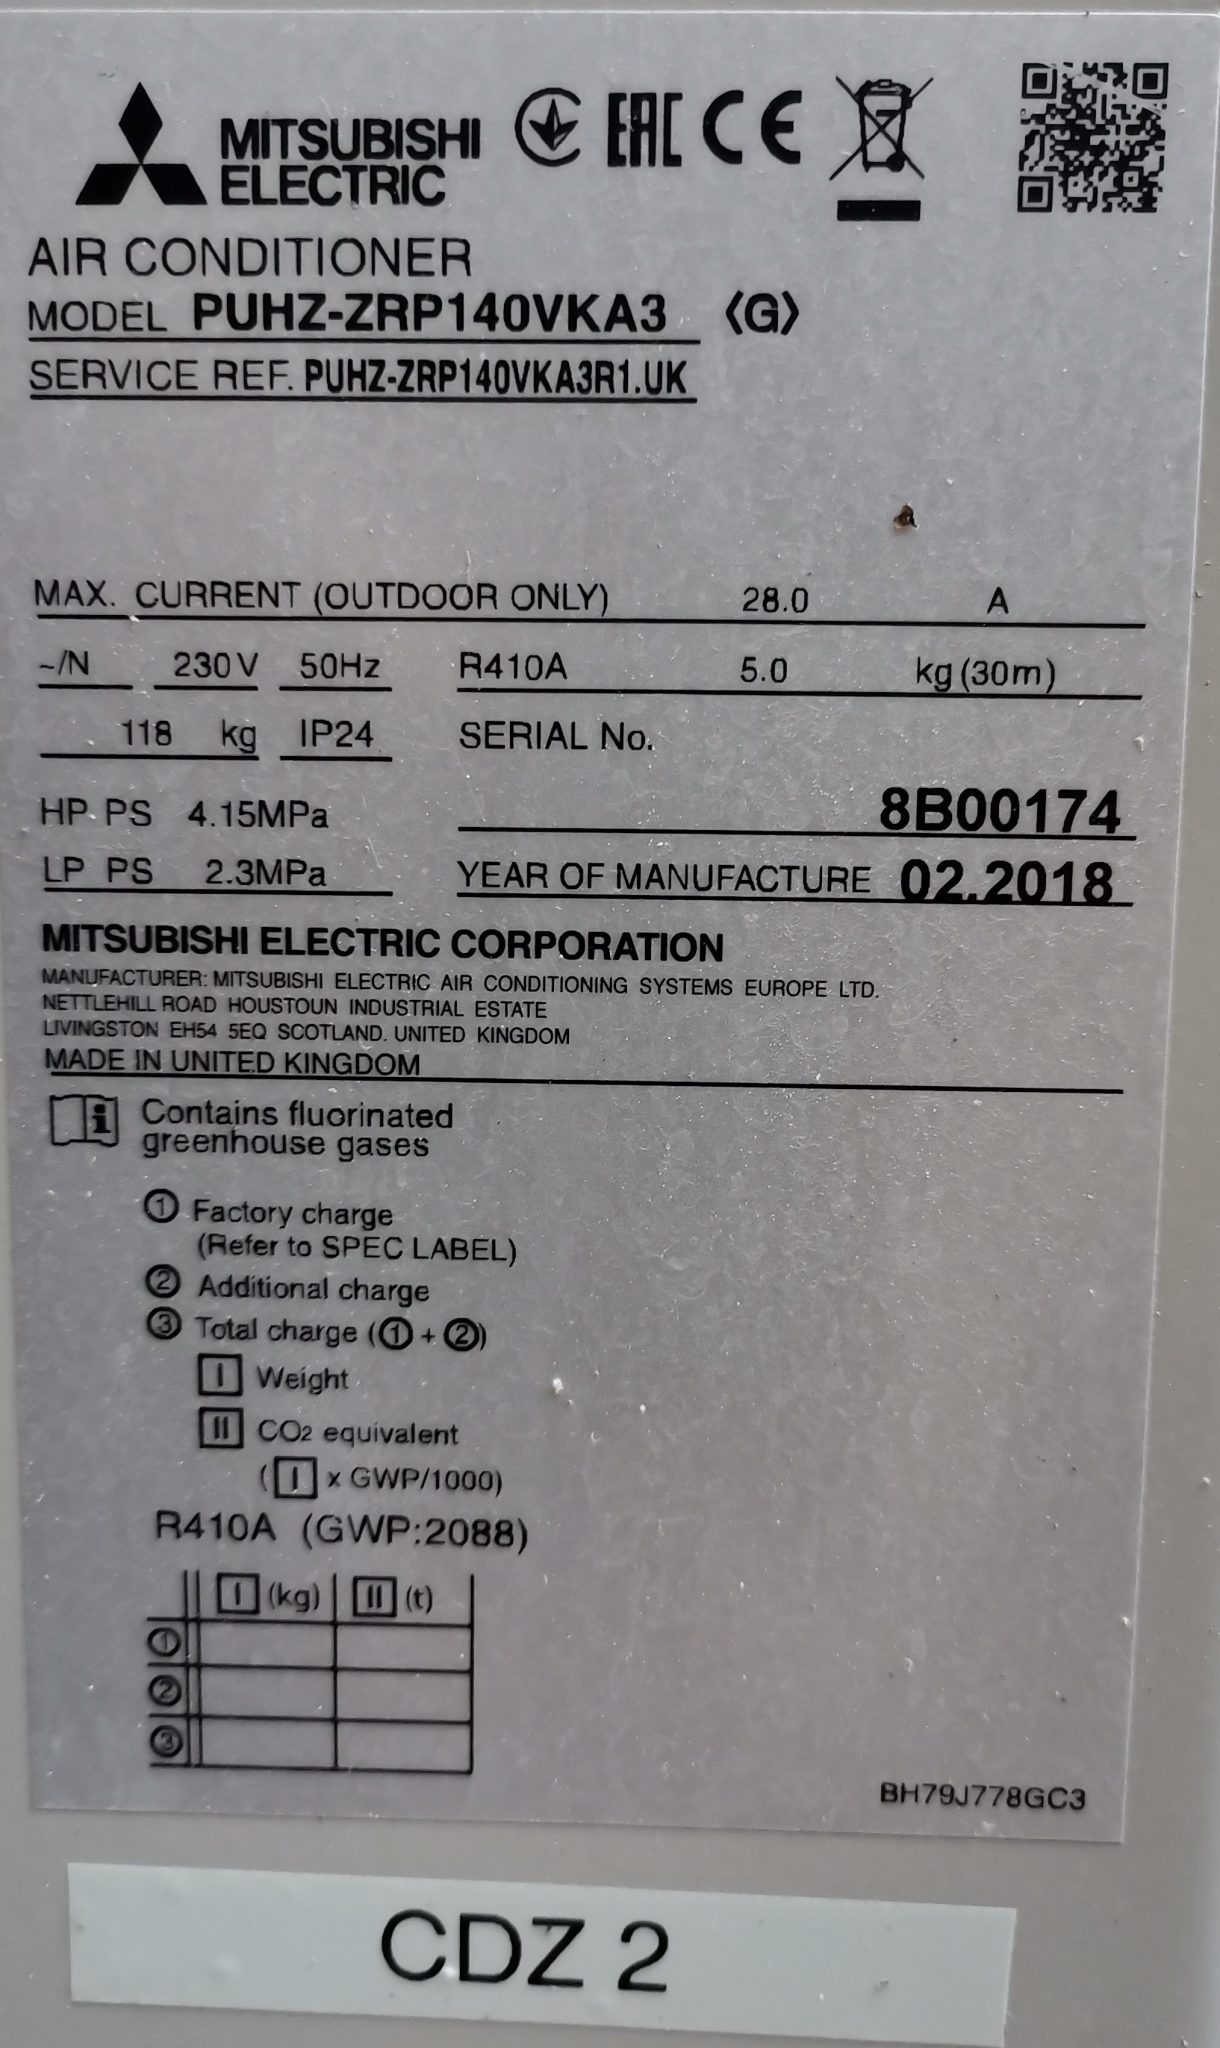 MITSUBISHI
ELECTRIC
EAC CE
AIR CONDITIONER
MODEL PUHZ-ZRP140VKA3 〈G〉
SERVICE REF. PUHZ-ZRP140VKA3R1.UK
MAX. CURRENT (OUTDOOR ONLY) 28.0 A
~/N 230V 50Hz R410A 5.0 kg(30m)
118 kg IP24 SERIAL No.
HP PS 4.15MPa 8B00174
LP PS 2.3MPa YEAR OF MANUFACTURE 02.2018
MITSUBISHI ELECTRIC CORPORATION
MANUFACTURER: MITSUBISHI ELECTRIC AIR CONDITIONING SYSTEMS EUROPE LTD.
NETTLEHILL ROAD HOUSTOUN INDUSTRIAL ESTATE
LIVINGSTON EH54 5EQ SCOTLAND. UNITED KINGDOM
MADE IN UNITED KINGDOM
i Contains fluorinated
greenhouse gases
① Factory charge
(Refer to SPEC LABEL)
② Additional charge
③ Total charge (①+②)
I Weight
II CO2 equivalent
(I x GWP/1000)
R410A (GWP:2088)
I (kg) II (t)
①
②
③
BH79J778GC3
CDZ 2